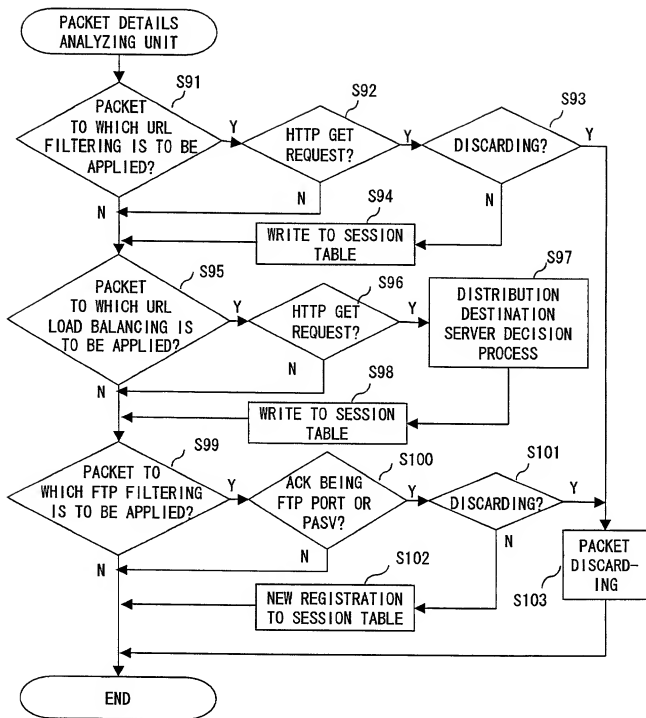 PACKET DETAILS
ANALYZING UNIT
S91
PACKET
TO WHICH URL
FILTERING IS TO BE
APPLIED?
Y
N
S92
HTTP GET
REQUEST?
Y
N
S93
DISCARDING?
Y
N
S94
WRITE TO SESSION
TABLE
S95
PACKET
TO WHICH URL
LOAD BALANCING IS
TO BE APPLIED?
Y
N
S96
HTTP GET
REQUEST?
Y
N
S97
DISTRIBUTION
DESTINATION
SERVER DECISION
PROCESS
S98
WRITE TO SESSION
TABLE
S99
PACKET TO
WHICH FTP FILTERING
IS TO BE APPLIED?
Y
N
S100
ACK BEING
FTP PORT OR
PASV?
Y
N
S101
DISCARDING?
Y
N
S102
NEW REGISTRATION
TO SESSION TABLE
S103
PACKET
DISCARD-
ING
END